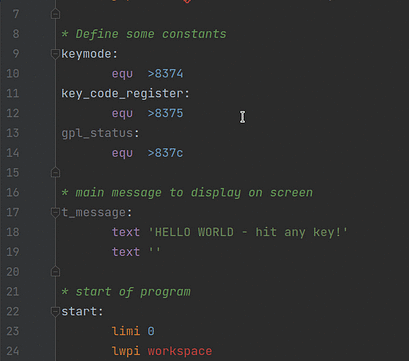 7
8 * Define some constants
9 keymode:
10 equ >8374
11 key_code_register:
12 equ >8375
13 gpl_status:
14 equ >837c
15
16 * main message to display on screen
17 t_message:
18 text 'HELLO WORLD - hit any key!'
19 text ''
20
21 * start of program
22 start:
23 limi 0
24 lwpi workspace